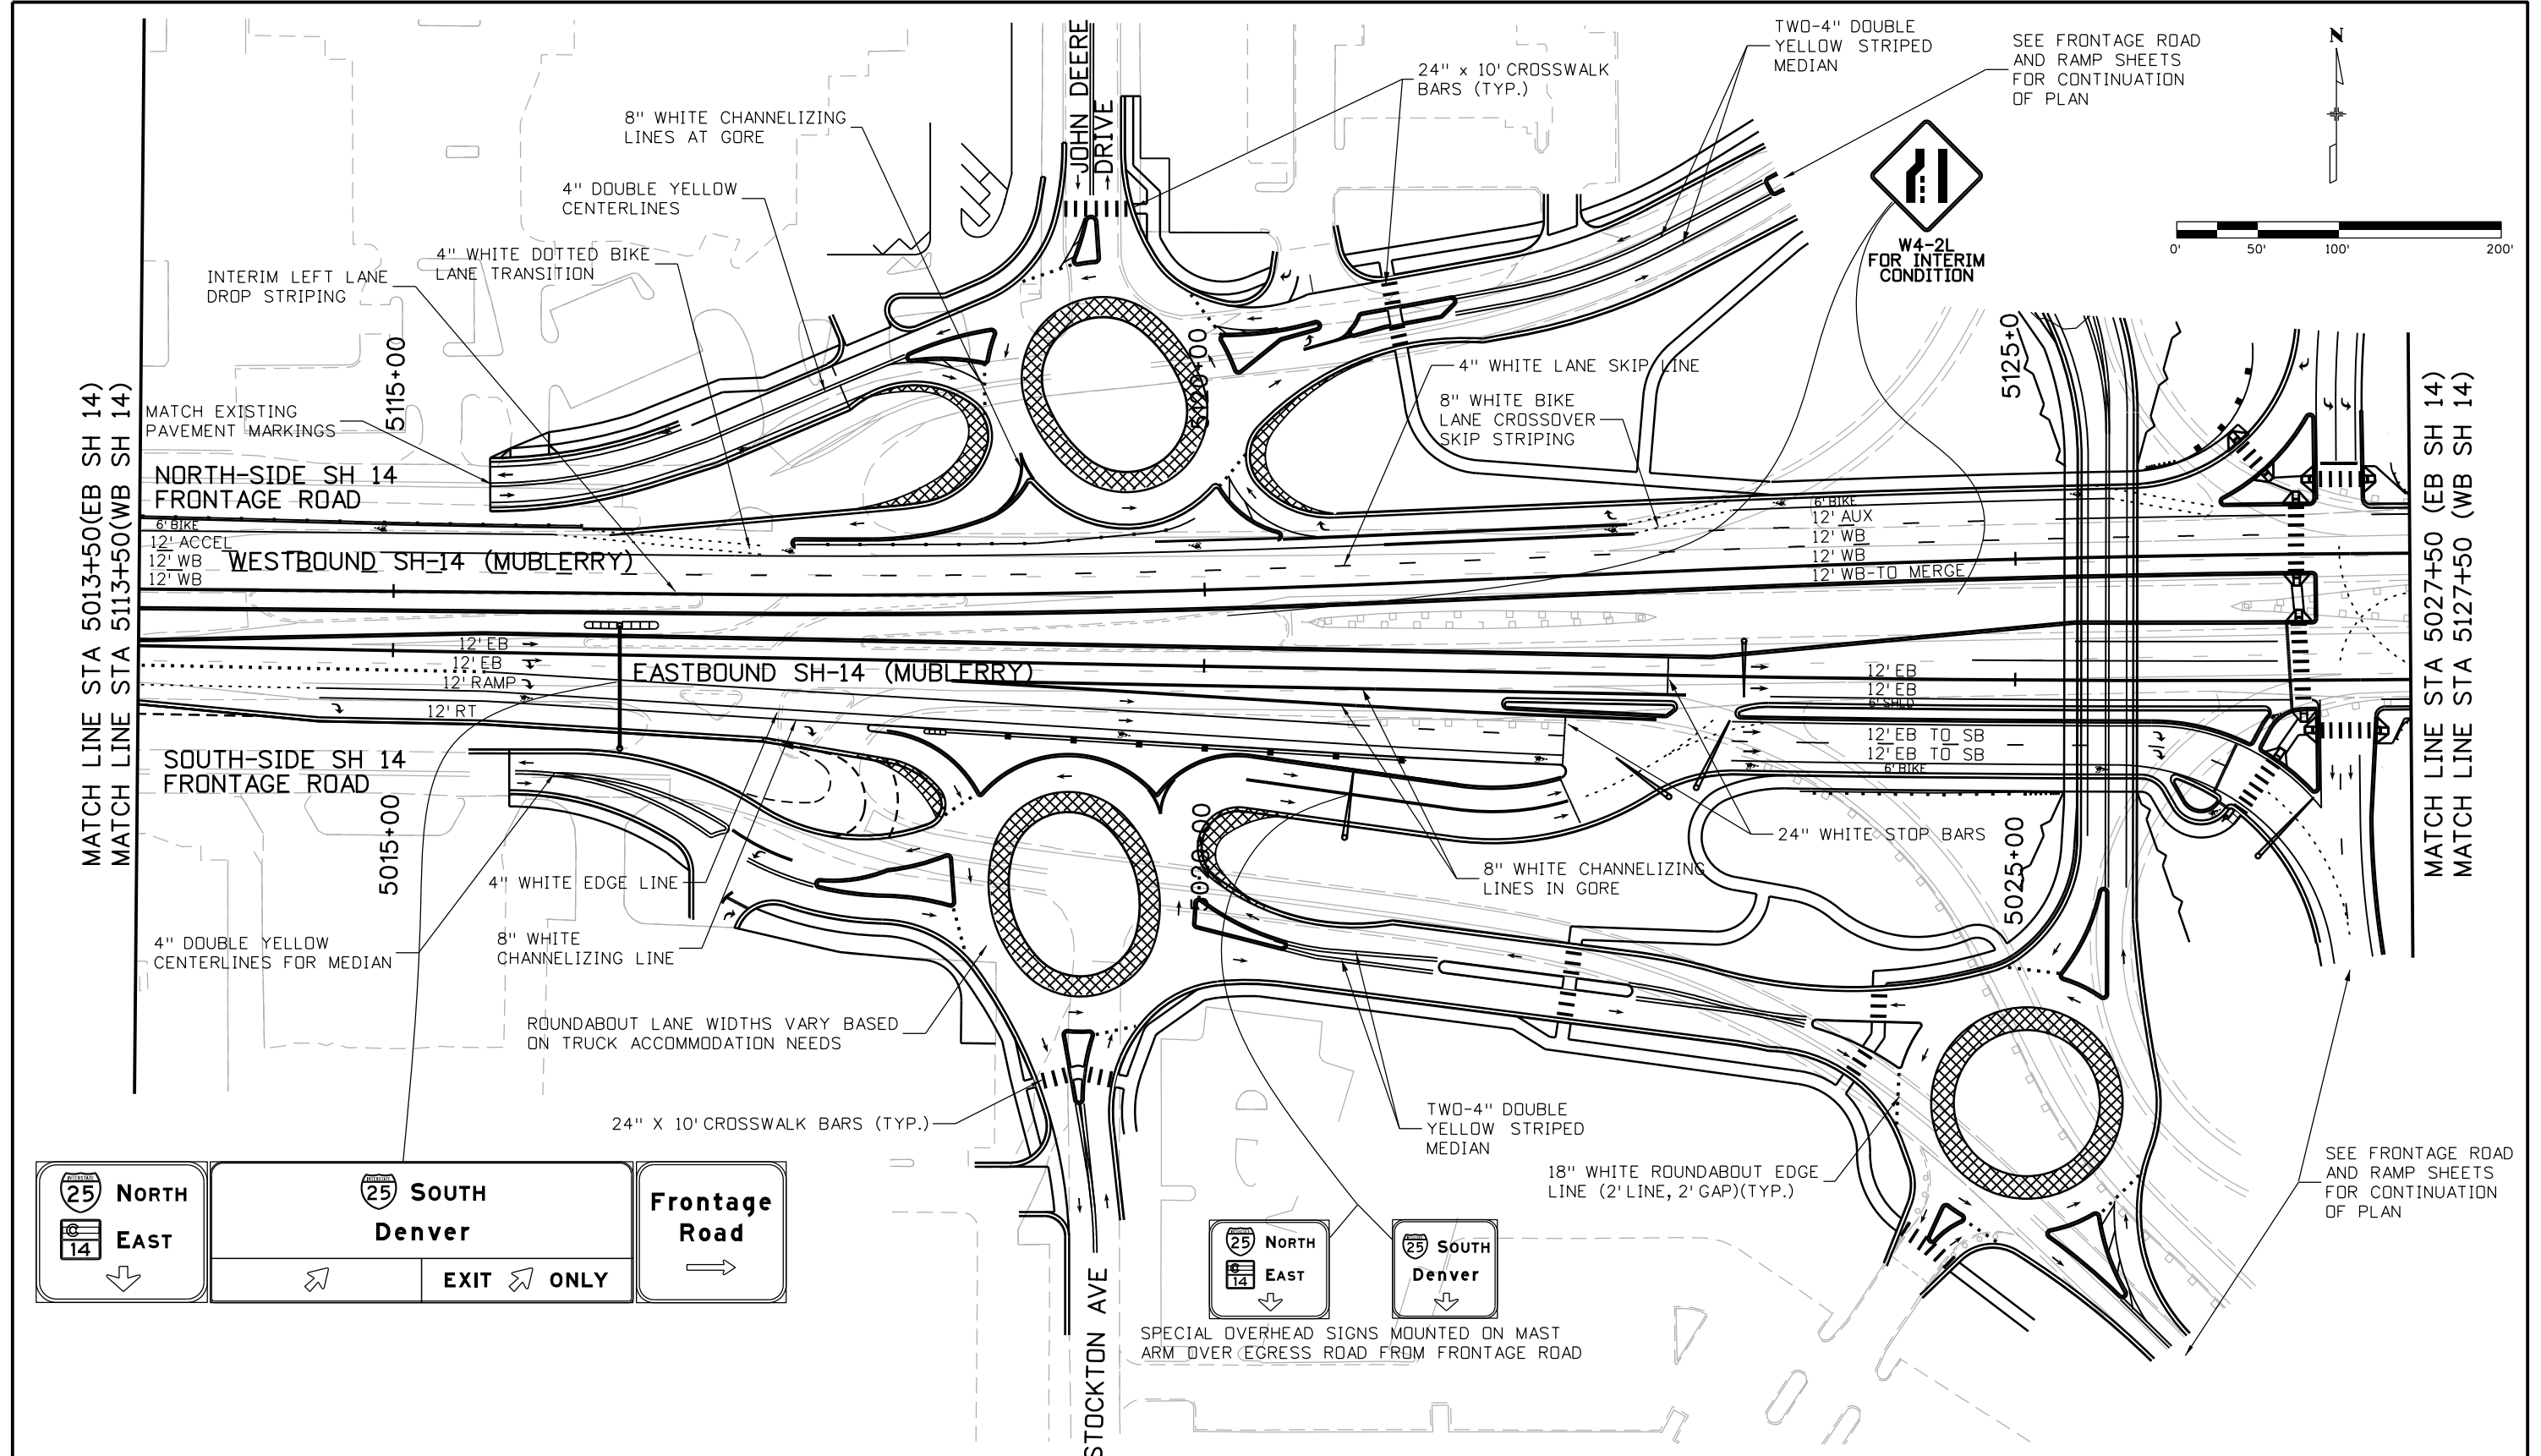 JOHN DEERE
DRIVE
TWO-4" DOUBLE
YELLOW STRIPED
MEDIAN
SEE FRONTAGE ROAD
AND RAMP SHEETS
FOR CONTINUATION
OF PLAN
N
24" x 10' CROSSWALK
BARS (TYP.)
8" WHITE CHANNELIZING
LINES AT GORE
4" DOUBLE YELLOW
CENTERLINES
4" WHITE DOTTED BIKE
LANE TRANSITION
INTERIM LEFT LANE
DROP STRIPING
W4-2L
FOR INTERIM
CONDITION
0' 50' 100' 200'
5115+00
5120+00
5125+0
4" WHITE LANE SKIP LINE
8" WHITE BIKE
LANE CROSSOVER
SKIP STRIPING
MATCH EXISTING
PAVEMENT MARKINGS
MATCH LINE STA 5013+50(EB SH 14)
MATCH LINE STA 5113+50(WB SH 14)
MATCH LINE STA 5027+50 (EB SH 14)
MATCH LINE STA 5127+50 (WB SH 14)
NORTH-SIDE SH 14
FRONTAGE ROAD
6' BIKE
12' ACCEL
12' WB
12' WB
WESTBOUND SH-14 (MUBLERRY)
6' BIKE
12' AUX
12' WB
12' WB
12' WB-TO MERGE
12' EB
12' EB
12' RAMP
12' RT
EASTBOUND SH-14 (MUBLERRY)
12' EB
12' EB
6' SHLD
12' EB TO SB
12' EB TO SB
6' BIKE
SOUTH-SIDE SH 14
FRONTAGE ROAD
5015+00
5020+00
5025+00
24" WHITE STOP BARS
8" WHITE CHANNELIZING
LINES IN GORE
4" WHITE EDGE LINE
4" DOUBLE YELLOW
CENTERLINES FOR MEDIAN
8" WHITE
CHANNELIZING LINE
ROUNDABOUT LANE WIDTHS VARY BASED
ON TRUCK ACCOMMODATION NEEDS
24" X 10' CROSSWALK BARS (TYP.)
TWO-4" DOUBLE
YELLOW STRIPED
MEDIAN
18" WHITE ROUNDABOUT EDGE
LINE (2' LINE, 2' GAP)(TYP.)
SEE FRONTAGE ROAD
AND RAMP SHEETS
FOR CONTINUATION
OF PLAN
INTERSTATE
25 NORTH
C
14 EAST
INTERSTATE
25 SOUTH
Denver
EXIT ONLY
Frontage
Road
25 NORTH
C
14 EAST
25 SOUTH
Denver
SPECIAL OVERHEAD SIGNS MOUNTED ON MAST
ARM OVER EGRESS ROAD FROM FRONTAGE ROAD
STOCKTON AVE